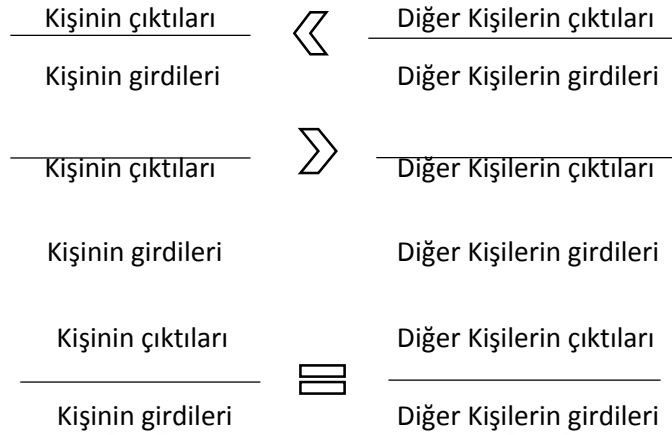 Kişinin çıktıları < Diğer Kişilerin çıktıları
Kişinin girdileri Diğer Kişilerin girdileri
Kişinin çıktıları > Diğer Kişilerin çıktıları
Kişinin girdileri Diğer Kişilerin girdileri
Kişinin çıktıları = Diğer Kişilerin çıktıları
Kişinin girdileri Diğer Kişilerin girdileri